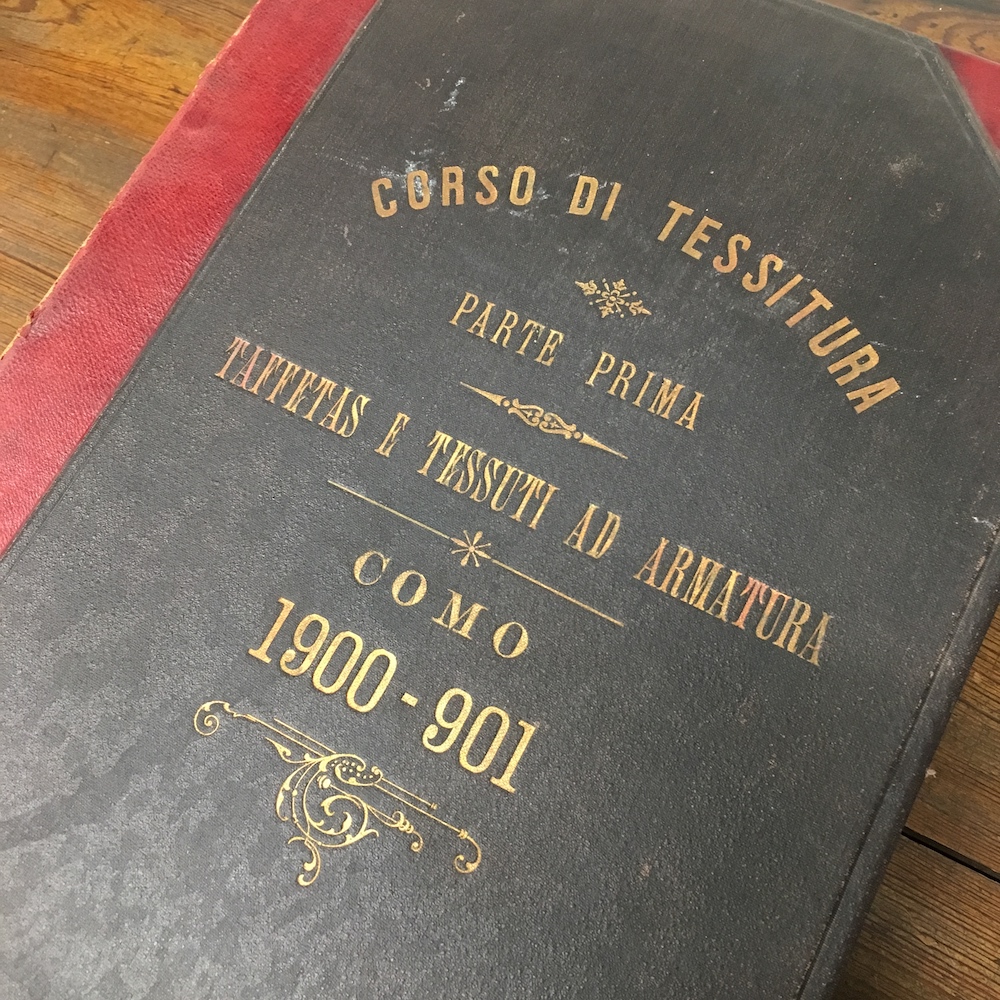 CORSO DI TESSITURA
PARTE PRIMA
TAFFETAS E TESSUTI AD ARMATURA
COMO
1900-901